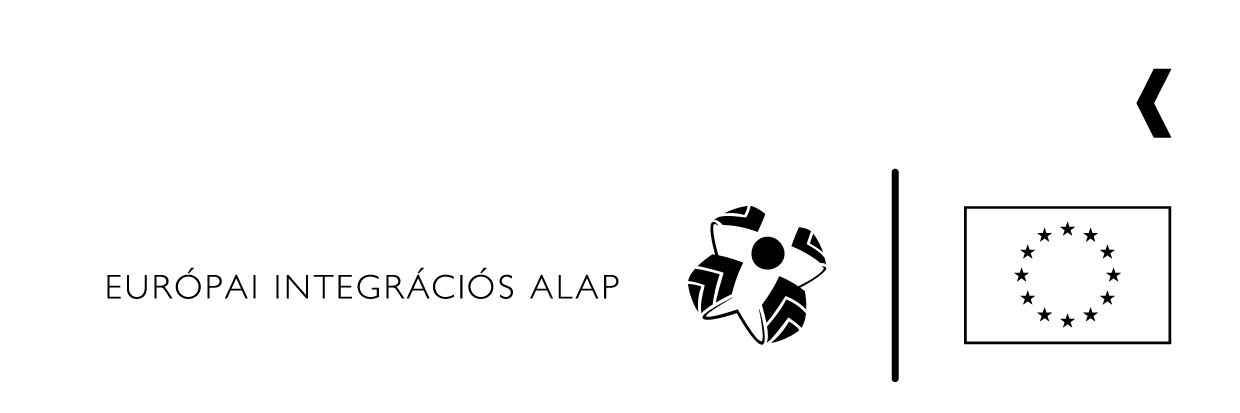 EURÓPAI INTEGRÁCIÓS ALAP